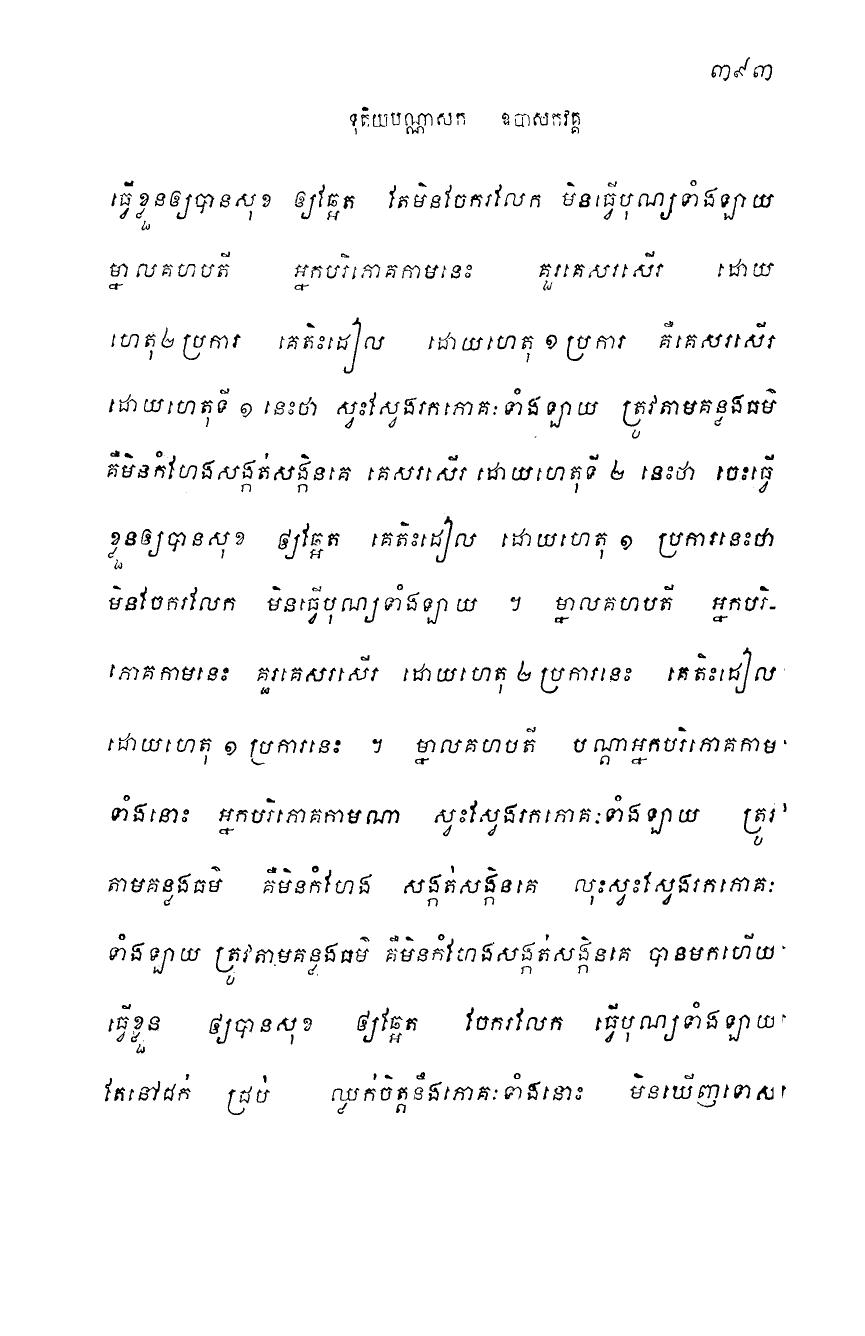 ៣៩៣
ទុតិយបណ្ណាសក ឧបាសកវគ្គ
ធ្វើខ្លួនឲ្យបានសុខ ឲ្យឆ្អែត តែមិនចែករលែក មិនធ្វើបុណ្យទាំងឡាយ
ម្នាលគហបតី អ្នកបរិភោគកាមនេះ គួរគេសរសើរ ដោយ
ហេតុ២ប្រការ គេតិះដៀល ដោយហេតុ ១ ប្រការ គឺគេសរសើរ
ដោយហេតុទី ១ នេះថា ស្វះស្វែងរកភោគៈទាំងឡាយ ត្រូវតាមគន្លងធម៌
គឺមិនកំហែងសង្កត់សង្កិនគេ គេសរសើរ ដោយហេតុទី ២ នេះថា ចេះធ្វើ
ខ្លួនឲ្យបានសុខ ឲ្យឆ្អែត គេតិះដៀល ដោយហេតុ ១ ប្រការនេះថា
មិនចែករលែក មិនធ្វើបុណ្យទាំងឡាយ ។ ម្នាលគហបតី អ្នកបរិ-
ភោគកាមនេះ គួរគេសរសើរ ដោយហេតុ ២ ប្រការនេះ គេតិះដៀល
ដោយហេតុ ១ ប្រការនេះ ។ ម្នាលគហបតី បណ្តាអ្នកបរិភោគកាម
ទាំងនោះ អ្នកបរិភោគកាមណា ស្វះស្វែងរកភោគៈទាំងឡាយ ត្រូវ
តាមគន្លងធម៌ គឺមិនកំហែង សង្កត់សង្កិនគេ លុះស្វះស្វែងរកភោគៈ
ទាំងឡាយ ត្រូវតាមគន្លងធម៌ គឺមិនកំហែងសង្កត់សង្កិនគេ បានមកហើយ
ធ្វើខ្លួន ឲ្យបានសុខ ឲ្យឆ្អែត ចែករលែក ធ្វើបុណ្យទាំងឡាយ
តែនៅជក់ ជ្រប់ ឈ្លក់ចិត្តនឹងភោគៈទាំងនោះ មិនឃើញទោស